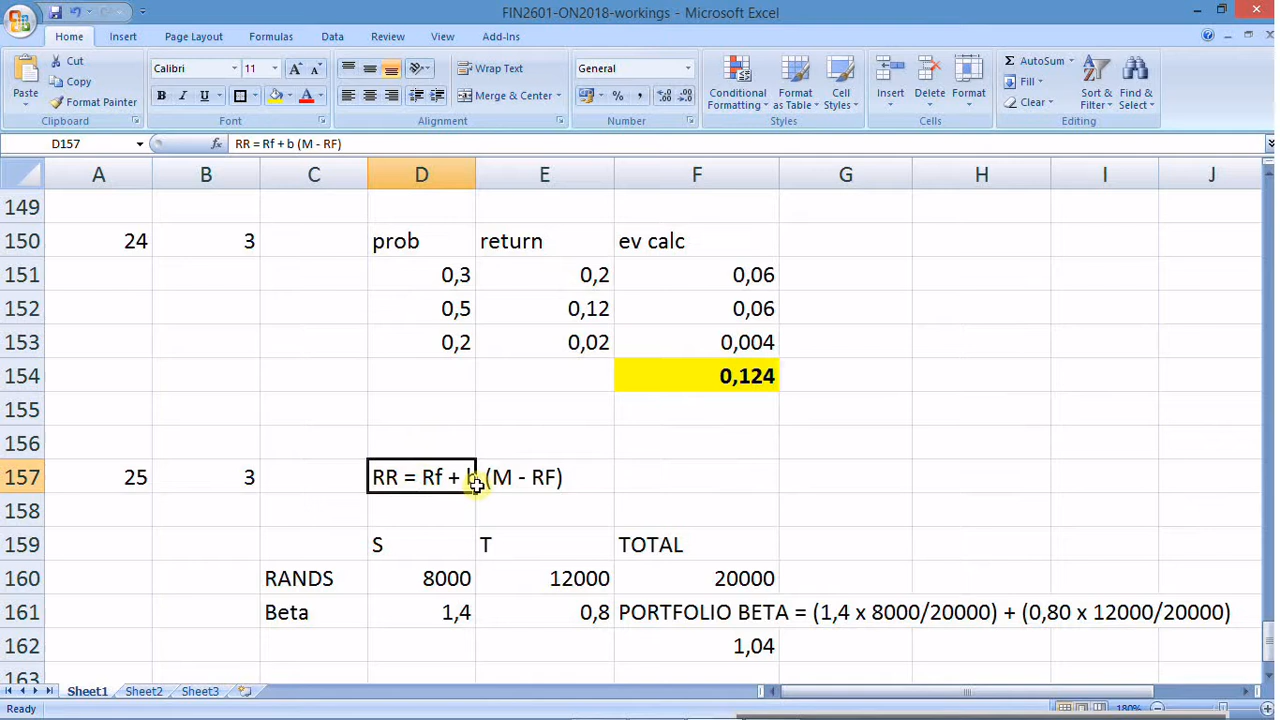 FIN2601-ON2018-workings - Microsoft Excel
Home Insert Page Layout Formulas Data Review View Add-Ins
Paste
Cut
Copy
Format Painter
Clipboard
Calibri 11
B I U
Font
Wrap Text
Merge & Center
Alignment
General
Number
Conditional Formatting
Format as Table
Cell Styles
Styles
Insert
Delete
Format
Cells
AutoSum
Fill
Clear
Sort & Filter
Find & Select
Editing
D157 fx RR = Rf + b (M - RF)
A B C D E F G H I J
149
150 24 3 prob return ev calc
151 0,3 0,2 0,06
152 0,5 0,12 0,06
153 0,2 0,02 0,004
154 0,124
155
156
157 25 3 RR = Rf + b (M - RF)
158
159 S T TOTAL
160 RANDS 8000 12000 20000
161 Beta 1,4 0,8 PORTFOLIO BETA = (1,4 x 8000/20000) + (0,80 x 12000/20000)
162 1,04
163
Sheet1 Sheet2 Sheet3
Ready 180%